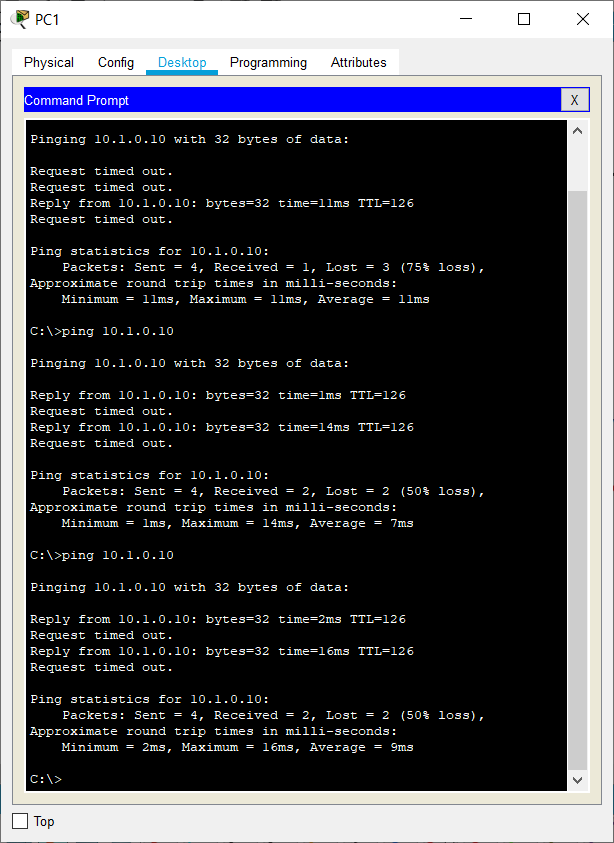 PC1
Physical Config Desktop Programming Attributes
Command Prompt X
Pinging 10.1.0.10 with 32 bytes of data:
Request timed out.
Request timed out.
Reply from 10.1.0.10: bytes=32 time=11ms TTL=126
Request timed out.
Ping statistics for 10.1.0.10:
Packets: Sent = 4, Received = 1, Lost = 3 (75% loss),
Approximate round trip times in milli-seconds:
Minimum = 11ms, Maximum = 11ms, Average = 11ms
C:\>ping 10.1.0.10
Pinging 10.1.0.10 with 32 bytes of data:
Reply from 10.1.0.10: bytes=32 time=1ms TTL=126
Request timed out.
Reply from 10.1.0.10: bytes=32 time=14ms TTL=126
Request timed out.
Ping statistics for 10.1.0.10:
Packets: Sent = 4, Received = 2, Lost = 2 (50% loss),
Approximate round trip times in milli-seconds:
Minimum = 1ms, Maximum = 14ms, Average = 7ms
C:\>ping 10.1.0.10
Pinging 10.1.0.10 with 32 bytes of data:
Reply from 10.1.0.10: bytes=32 time=2ms TTL=126
Request timed out.
Reply from 10.1.0.10: bytes=32 time=16ms TTL=126
Request timed out.
Ping statistics for 10.1.0.10:
Packets: Sent = 4, Received = 2, Lost = 2 (50% loss),
Approximate round trip times in milli-seconds:
Minimum = 2ms, Maximum = 16ms, Average = 9ms
C:\>
Top